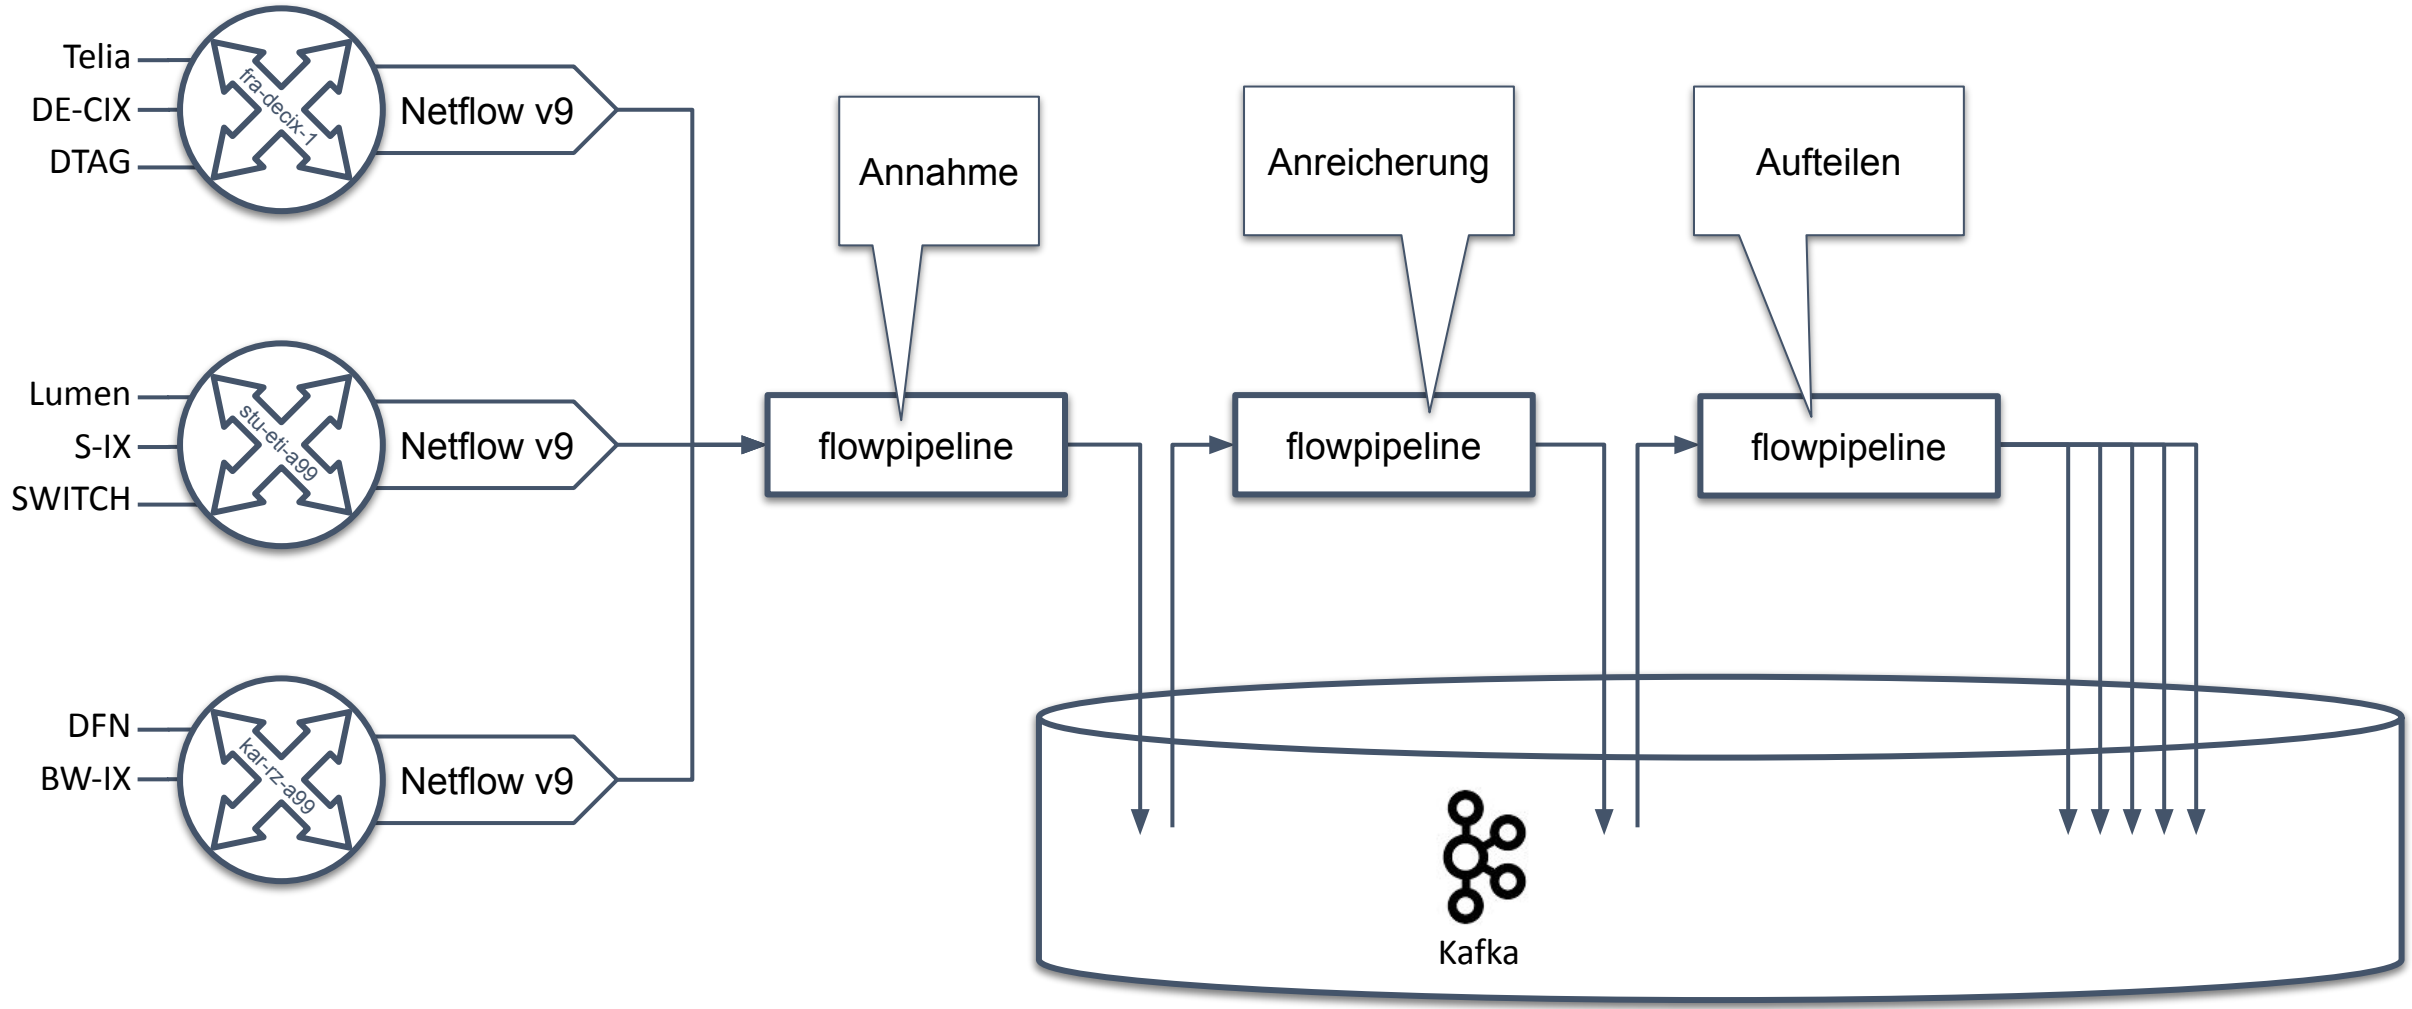 Telia
DE-CIX
DTAG
fra-decix-1
Netflow v9
Lumen
S-IX
SWITCH
stu-eti-a99
Netflow v9
DFN
BW-IX
kar-rz-a99
Netflow v9
Annahme
flowpipeline
Anreicherung
flowpipeline
Aufteilen
flowpipeline
Kafka